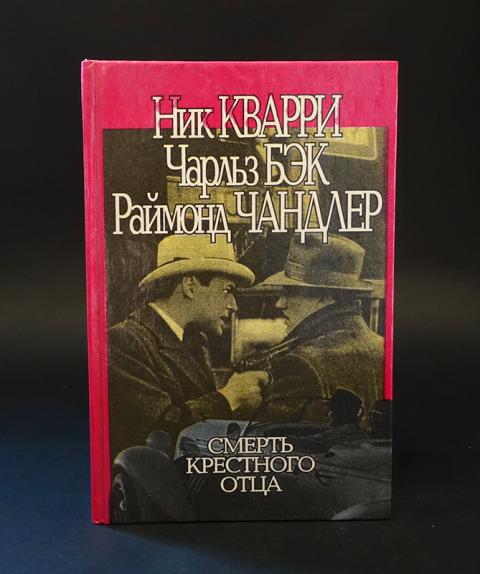 Ник КВАРРИ
Чарльз БЭК
Раймонд ЧАНДЛЕР
СМЕРТЬ
КРЕСТНОГО
ОТЦА